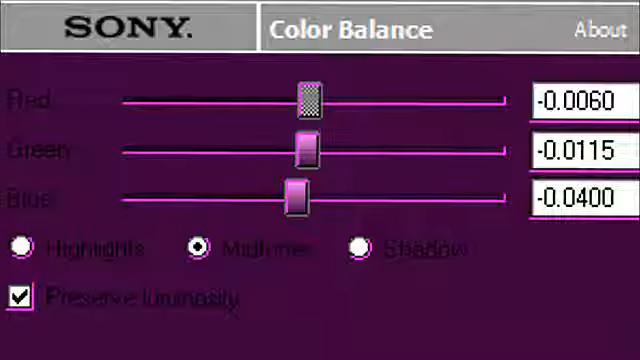 SONY. Color Balance About
Red -0.0060
Green -0.0115
Blue -0.0400
Highlights Midtones Shadow
Preserve luminosity